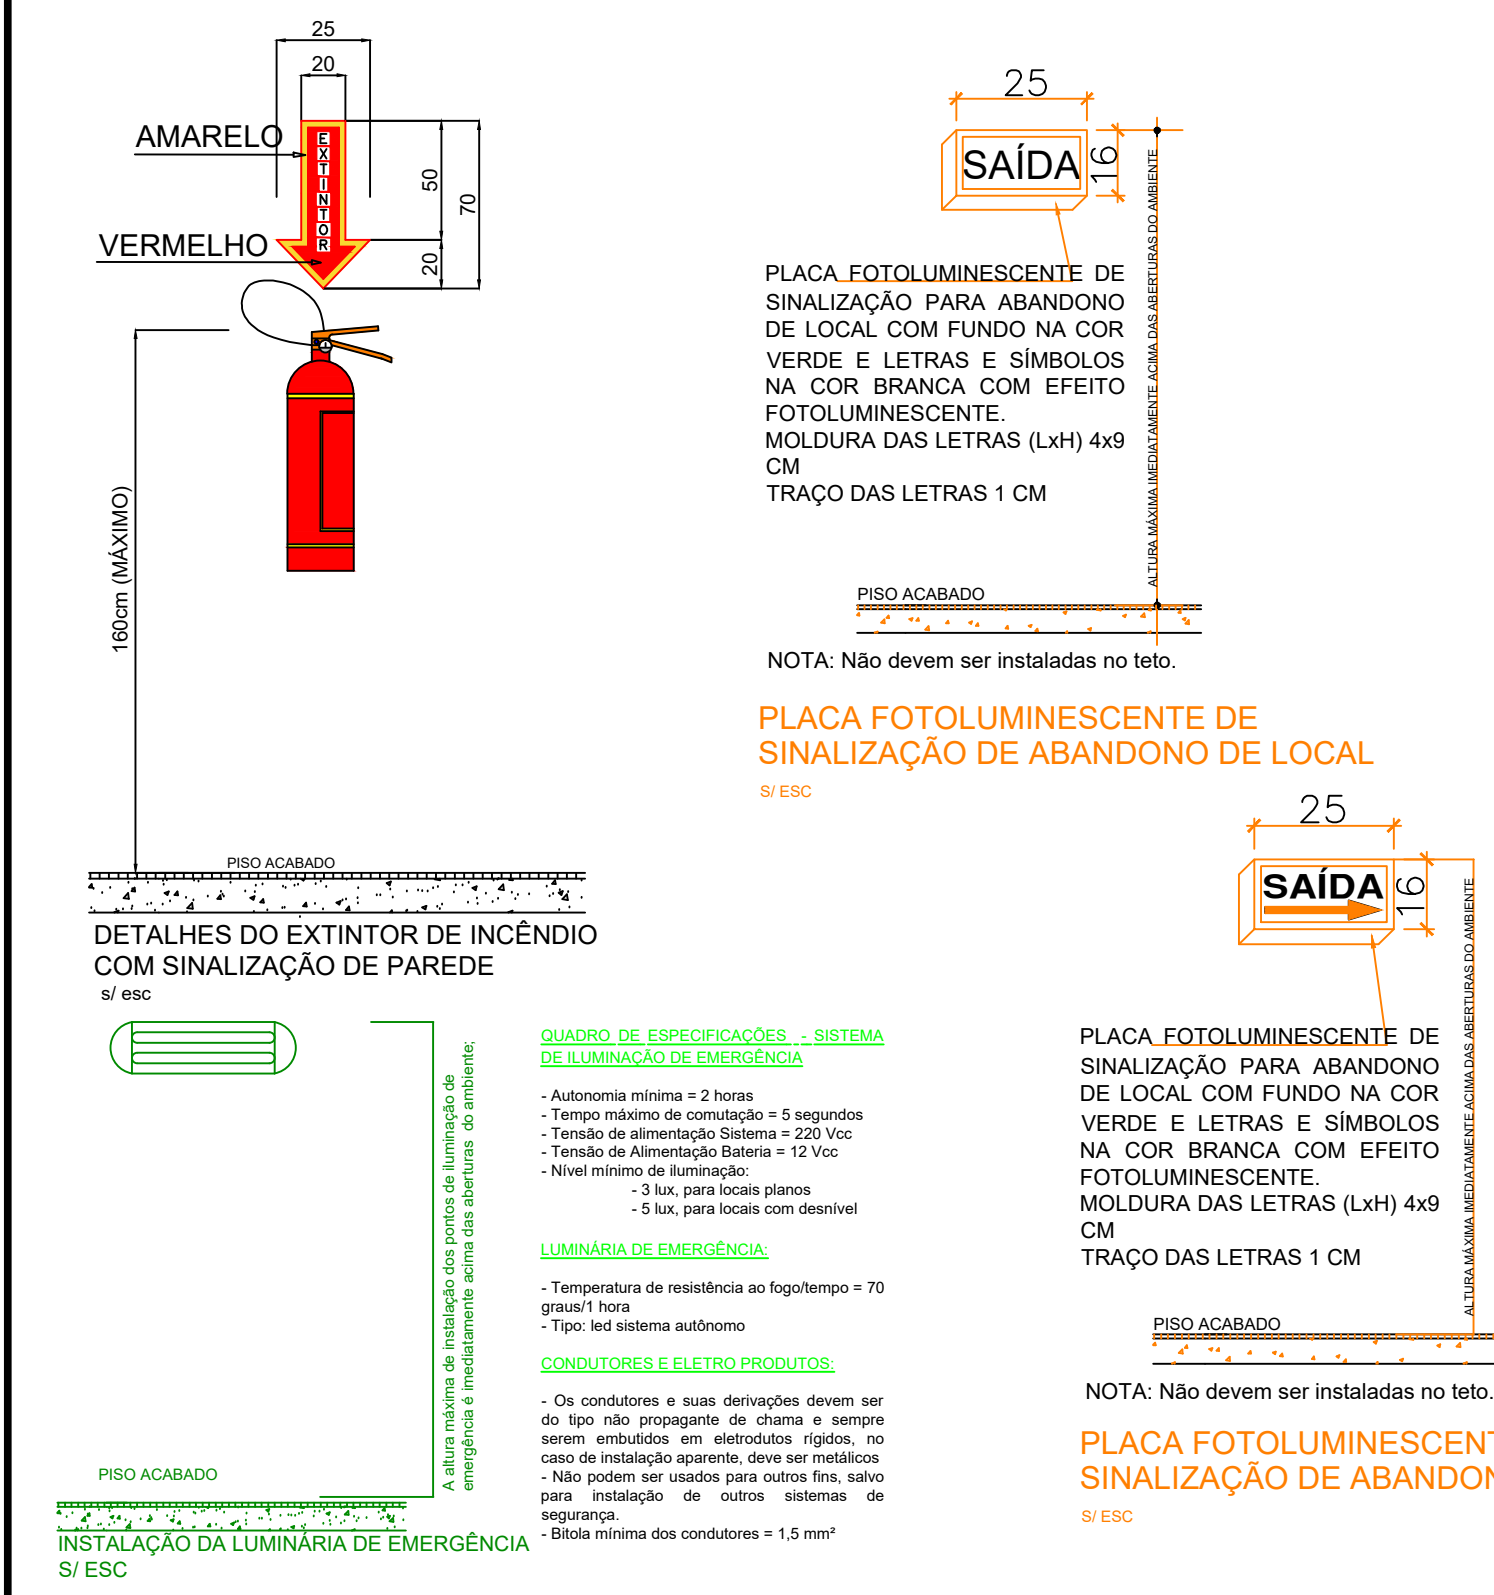 25
20
AMARELO
EXTINTOR
50
70
VERMELHO
20
160cm (MÁXIMO)
PISO ACABADO
DETALHES DO EXTINTOR DE INCÊNDIO
COM SINALIZAÇÃO DE PAREDE
s/ esc
25
SAÍDA
16
ALTURA MÁXIMA IMEDIATAMENTE ACIMA DAS ABERTURAS DO AMBIENTE
PLACA FOTOLUMINESCENTE DE
SINALIZAÇÃO PARA ABANDONO
DE LOCAL COM FUNDO NA COR
VERDE E LETRAS E SÍMBOLOS
NA COR BRANCA COM EFEITO
FOTOLUMINESCENTE.
MOLDURA DAS LETRAS (LxH) 4x9
CM
TRAÇO DAS LETRAS 1 CM
PISO ACABADO
NOTA: Não devem ser instaladas no teto.
PLACA FOTOLUMINESCENTE DE
SINALIZAÇÃO DE ABANDONO DE LOCAL
S/ ESC
A altura máxima de instalação dos pontos de iluminação de
emergência é imediatamente acima das aberturas do ambiente;
PISO ACABADO
INSTALAÇÃO DA LUMINÁRIA DE EMERGÊNCIA
S/ ESC
QUADRO DE ESPECIFICAÇÕES - SISTEMA
DE ILUMINAÇÃO DE EMERGÊNCIA
- Autonomia mínima = 2 horas
- Tempo máximo de comutação = 5 segundos
- Tensão de alimentação Sistema = 220 Vcc
- Tensão de Alimentação Bateria = 12 Vcc
- Nível mínimo de iluminação:
- 3 lux, para locais planos
- 5 lux, para locais com desnível
LUMINÁRIA DE EMERGÊNCIA:
- Temperatura de resistência ao fogo/tempo = 70
graus/1 hora
- Tipo: led sistema autônomo
CONDUTORES E ELETRO PRODUTOS:
- Os condutores e suas derivações devem ser
do tipo não propagante de chama e sempre
serem embutidos em eletrodutos rígidos, no
caso de instalação aparente, deve ser metálicos
- Não podem ser usados para outros fins, salvo
para instalação de outros sistemas de
segurança.
- Bitola mínima dos condutores = 1,5 mm²
25
SAÍDA
16
ALTURA MÁXIMA IMEDIATAMENTE ACIMA DAS ABERTURAS DO AMBIENTE
PLACA FOTOLUMINESCENTE DE
SINALIZAÇÃO PARA ABANDONO
DE LOCAL COM FUNDO NA COR
VERDE E LETRAS E SÍMBOLOS
NA COR BRANCA COM EFEITO
FOTOLUMINESCENTE.
MOLDURA DAS LETRAS (LxH) 4x9
CM
TRAÇO DAS LETRAS 1 CM
PISO ACABADO
NOTA: Não devem ser instaladas no teto.
PLACA FOTOLUMINESCEN
SINALIZAÇÃO DE ABANDON
S/ ESC